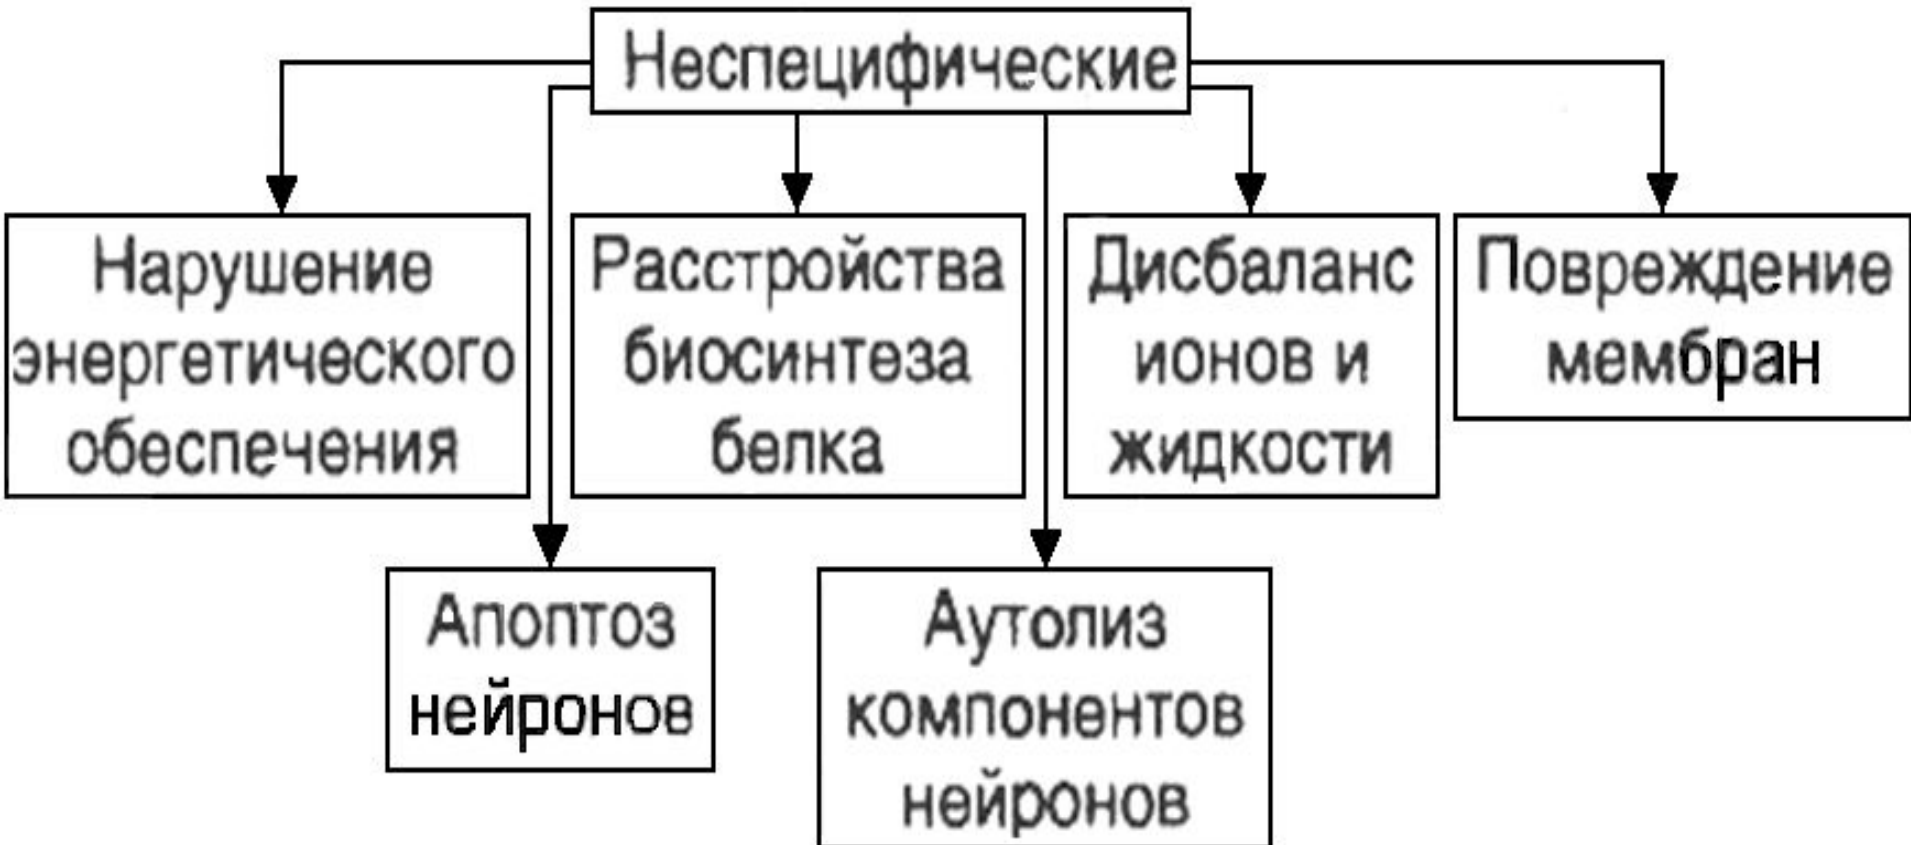 Неспецифические
Нарушение
энергетического
обеспечения
Расстройства
биосинтеза
белка
Дисбаланс
ионов и
жидкости
Повреждение
мембран
Апоптоз
нейронов
Аутолиз
компонентов
нейронов